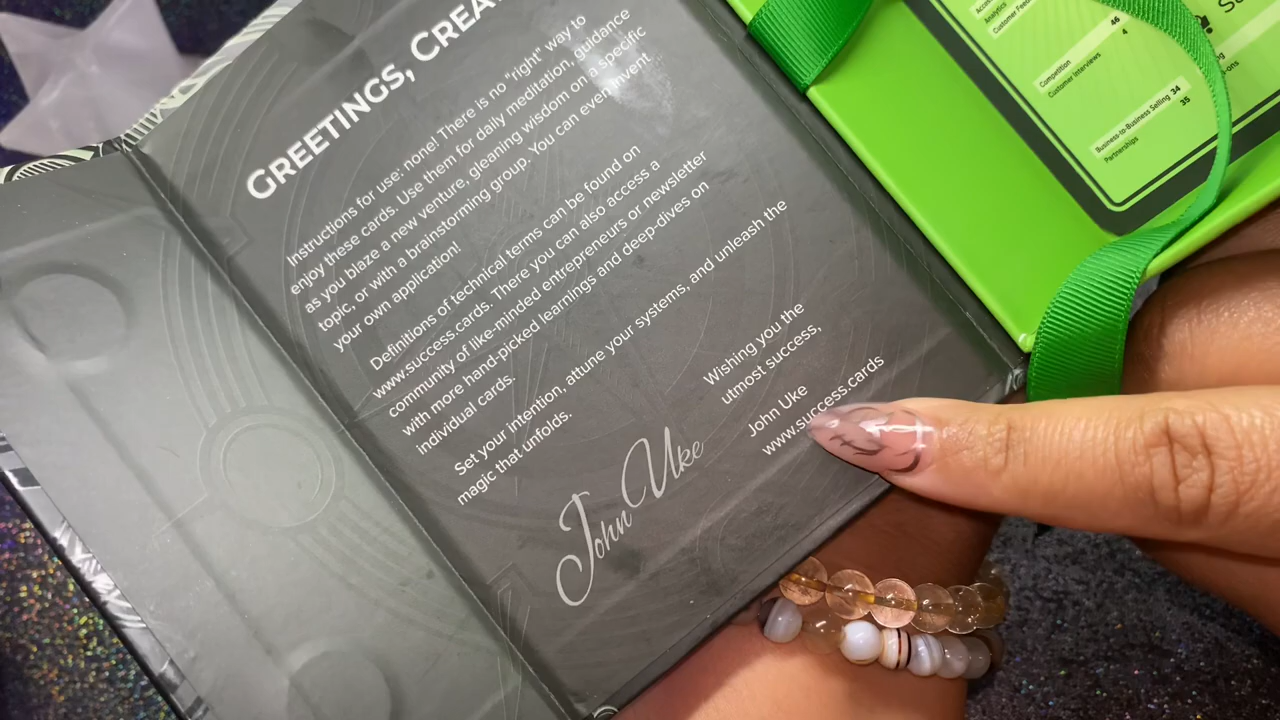 GREETINGS,
Instructions for use: none! There is no "right" way to
enjoy these cards. Use them for daily meditation, guidance
as you blaze a new venture, gleaning wisdom on a specific
topic, or with a brainstorming group. You can even invent
your own application!
Definitions of technical terms can be found on
www.success.cards. There you can also access a
community of like-minded entrepreneurs or newsletter
with more hand-picked learnings and deep-dives on
individual cards.
Set your intention, attune your systems, and unleash the
magic that unfolds.
Wishing you the
utmost success,
John Uke
www.success.cards
John Uke
Analytics
Customer
46
4
Competition
Customer Interviews
Business-to-Business Selling 34
Partnerships 35